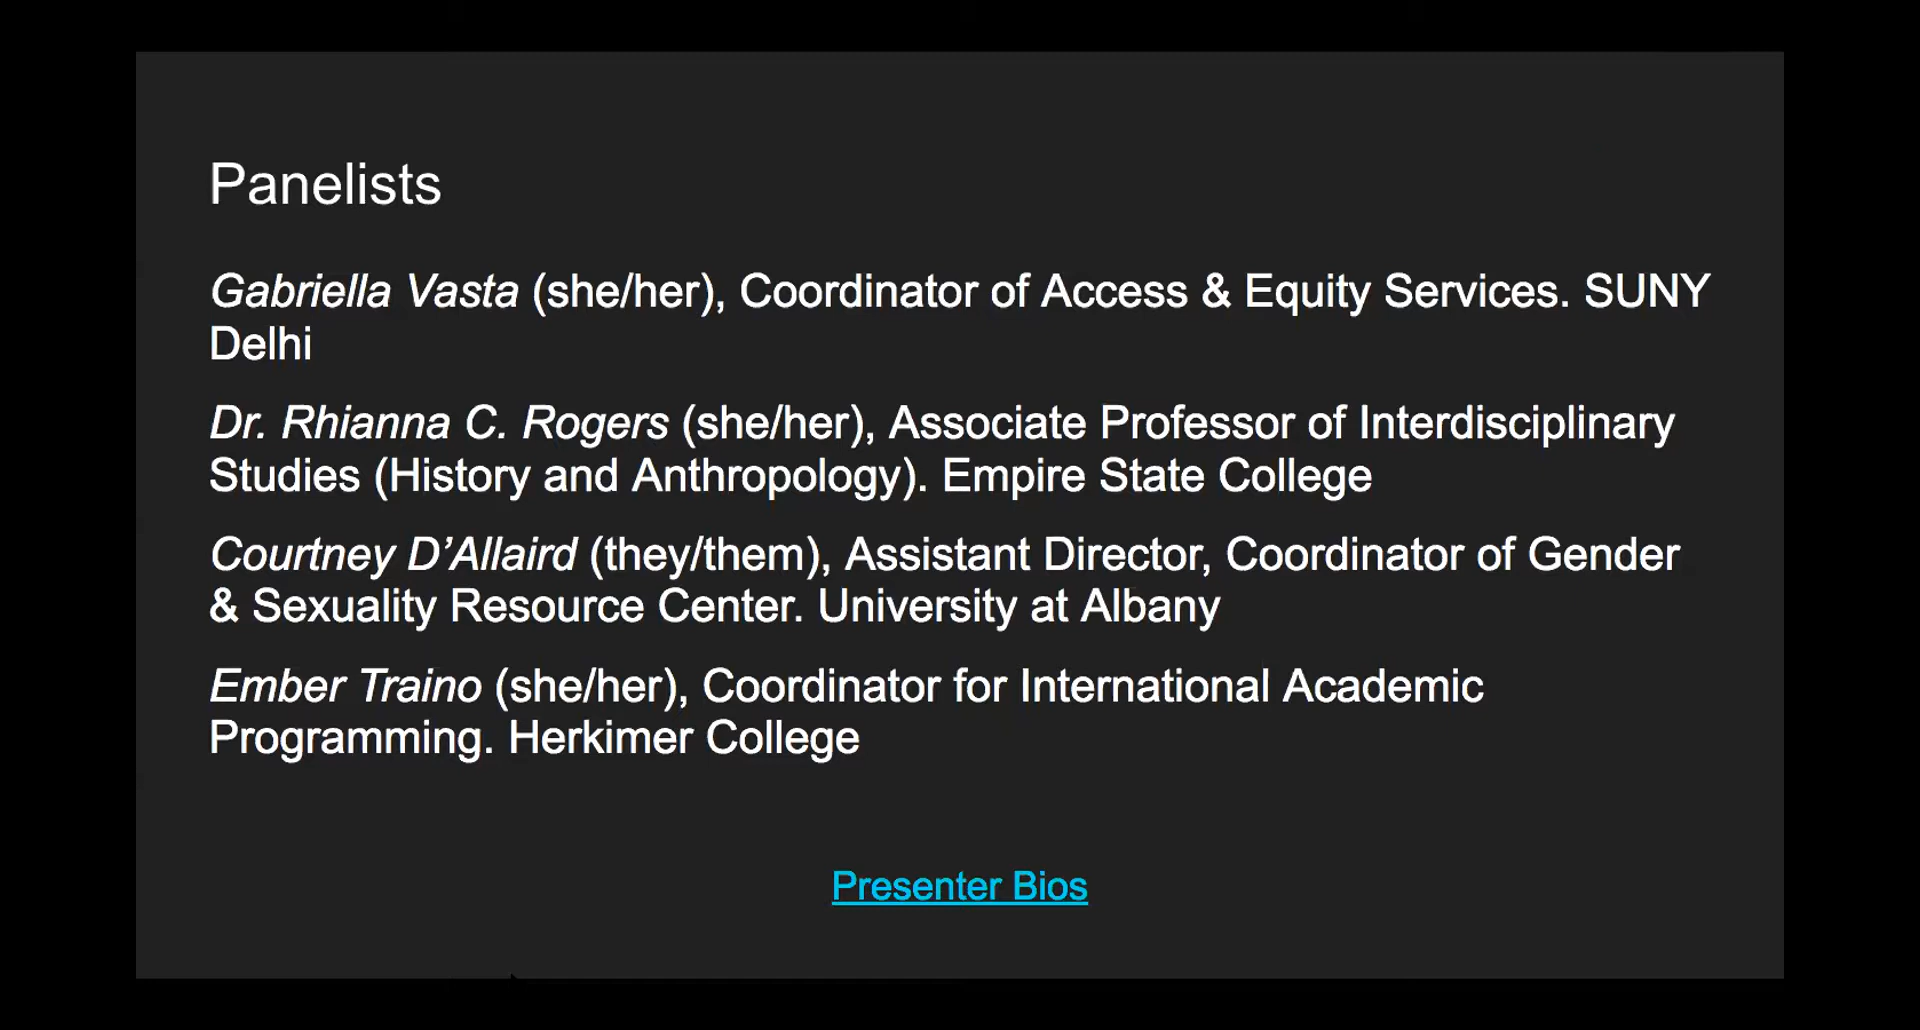 Panelists
Gabriella Vasta (she/her), Coordinator of Access & Equity Services. SUNY
Delhi
Dr. Rhianna C. Rogers (she/her), Associate Professor of Interdisciplinary
Studies (History and Anthropology). Empire State College
Courtney D’Allaird (they/them), Assistant Director, Coordinator of Gender
& Sexuality Resource Center. University at Albany
Ember Traino (she/her), Coordinator for International Academic
Programming. Herkimer College
Presenter Bios